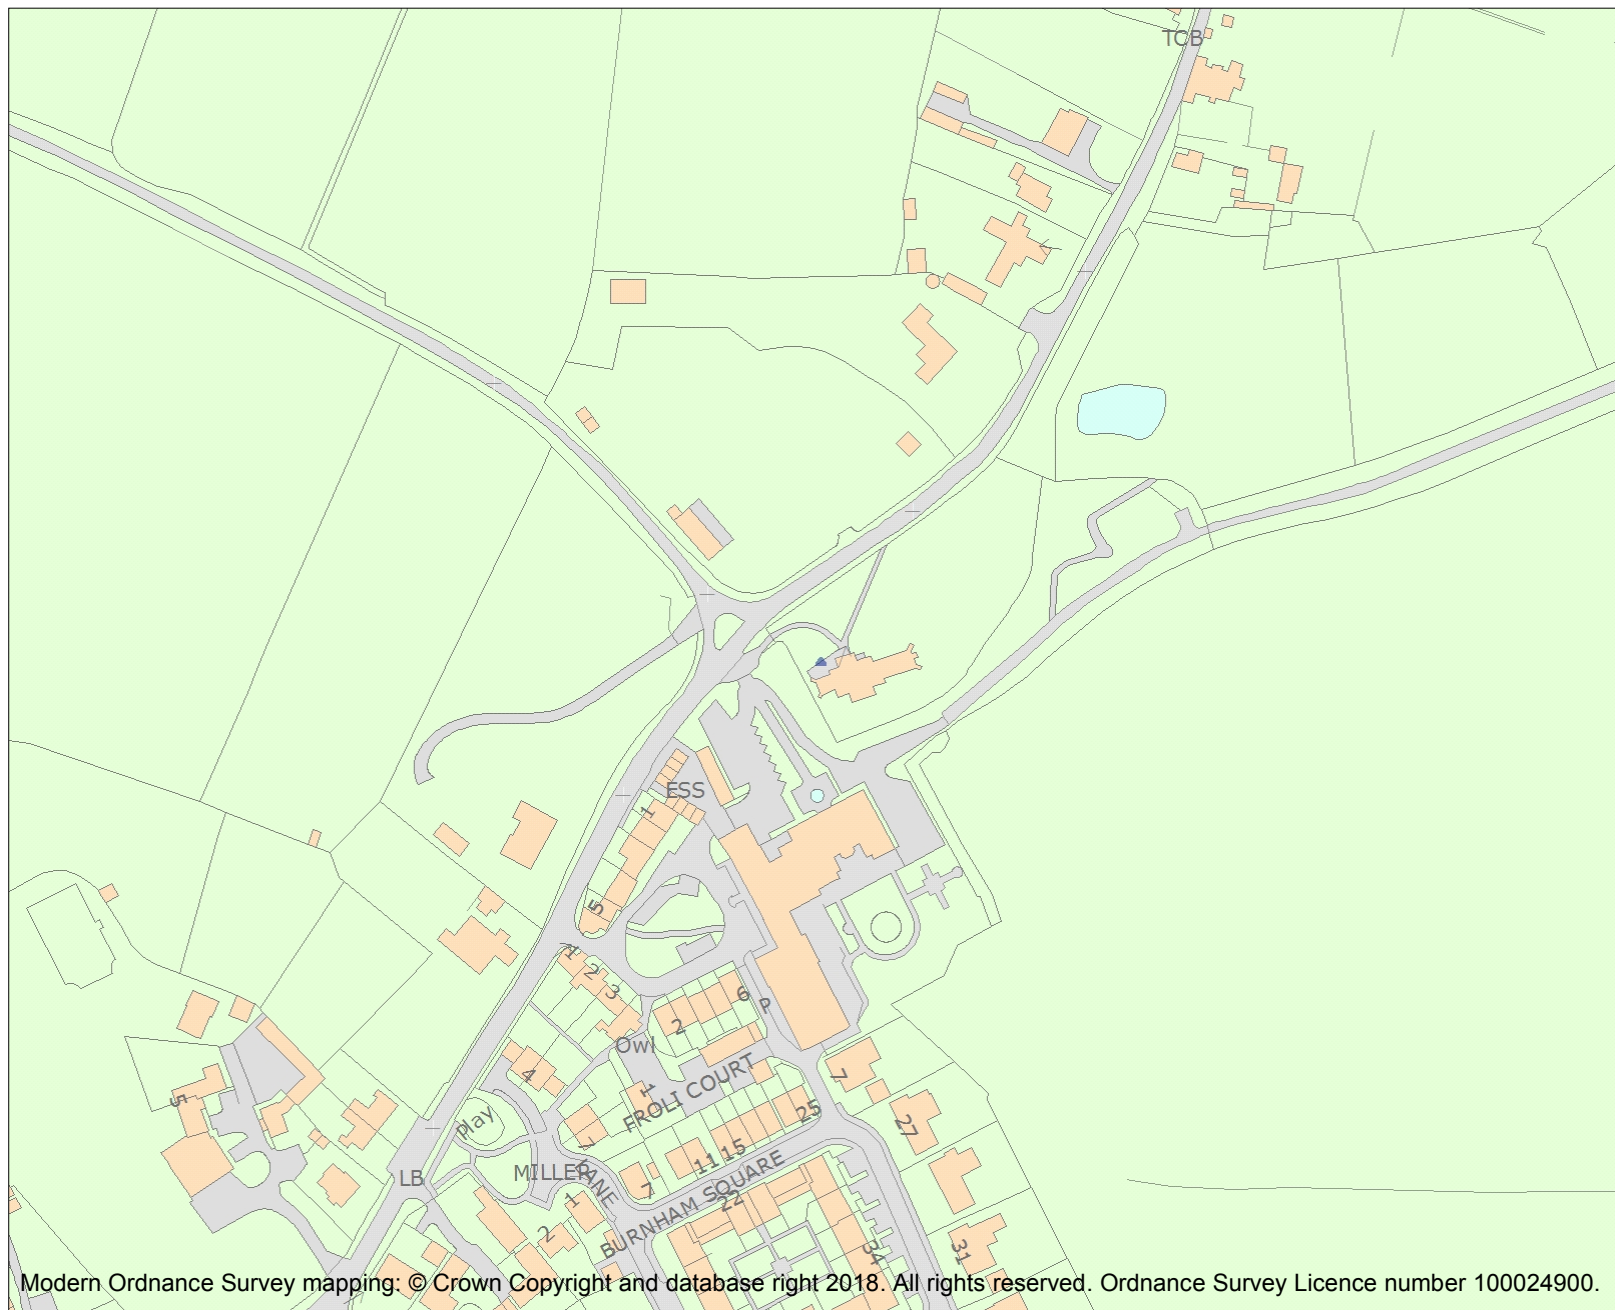 TCB
ESS
1
5
1
2
3
6
P
2
Owl
4
1
FROLI COURT
7
25
27
Play
5
7
11
15
MILLER
LANE
LB
7
1
2
22
BURNHAM SQUARE
34
31
Modern Ordnance Survey mapping: © Crown Copyright and database right 2018. All rights reserved. Ordnance Survey Licence number 100024900.